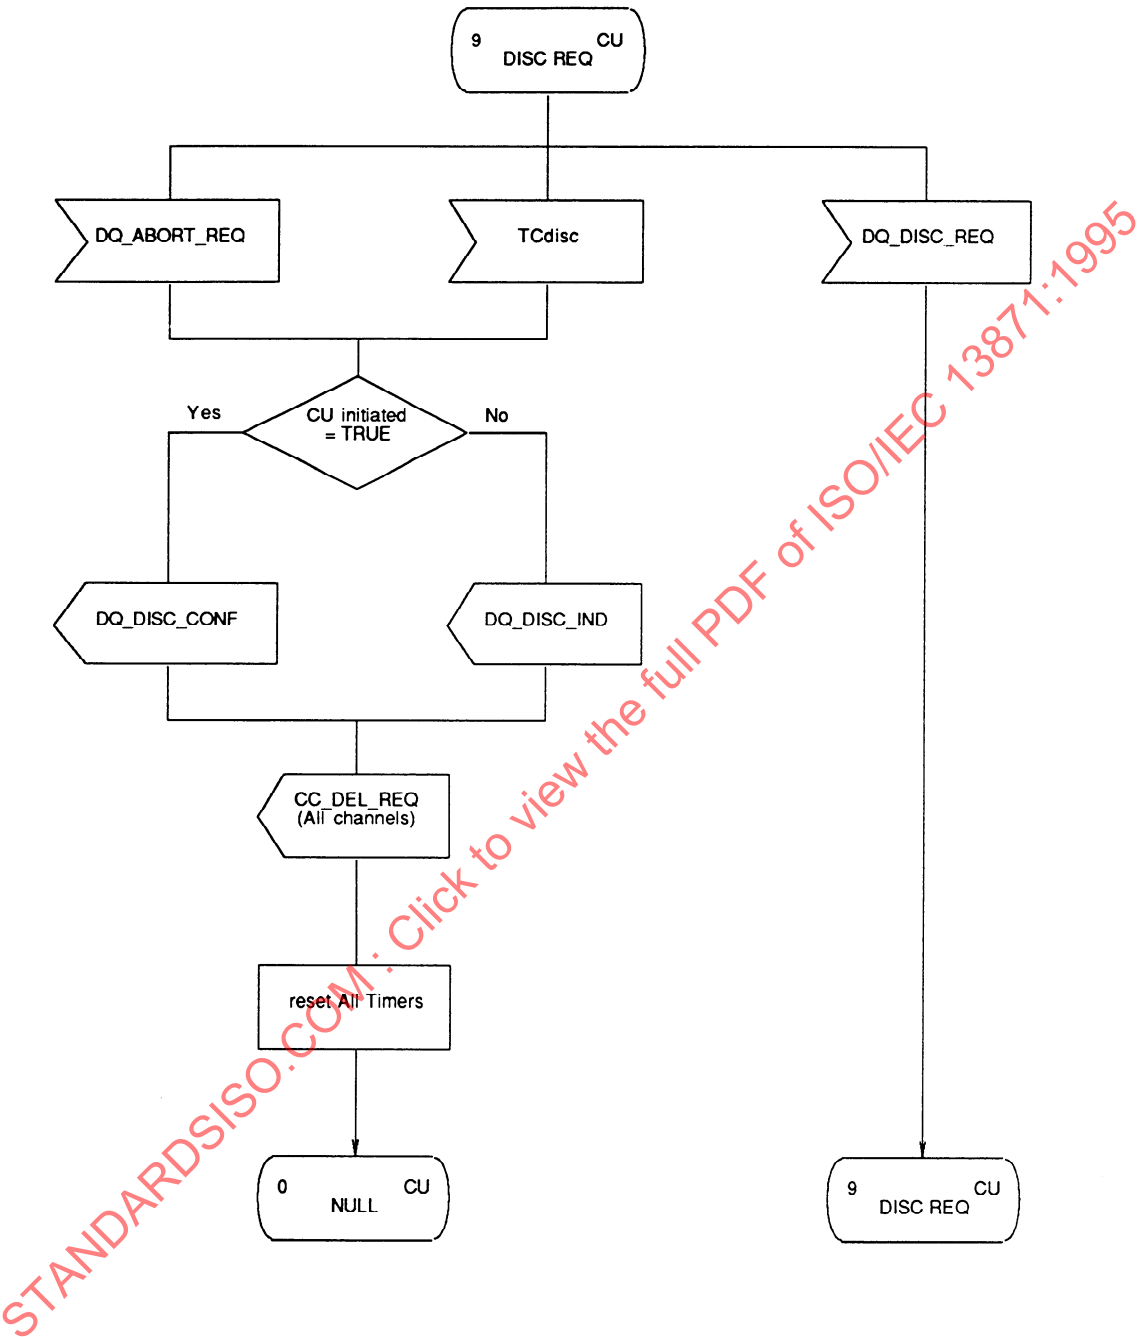 9 CU
DISC REQ
DQ_ABORT_REQ
TCdisc
DQ_DISC_REQ
Yes
CU initiated
= TRUE
No
DQ_DISC_CONF
DQ_DISC_IND
CC_DEL_REQ
(All channels)
reset All Timers
0 CU
NULL
9 CU
DISC REQ
STANDARDSISO.COM : Click to view the full PDF of ISO/IEC 13871:1995